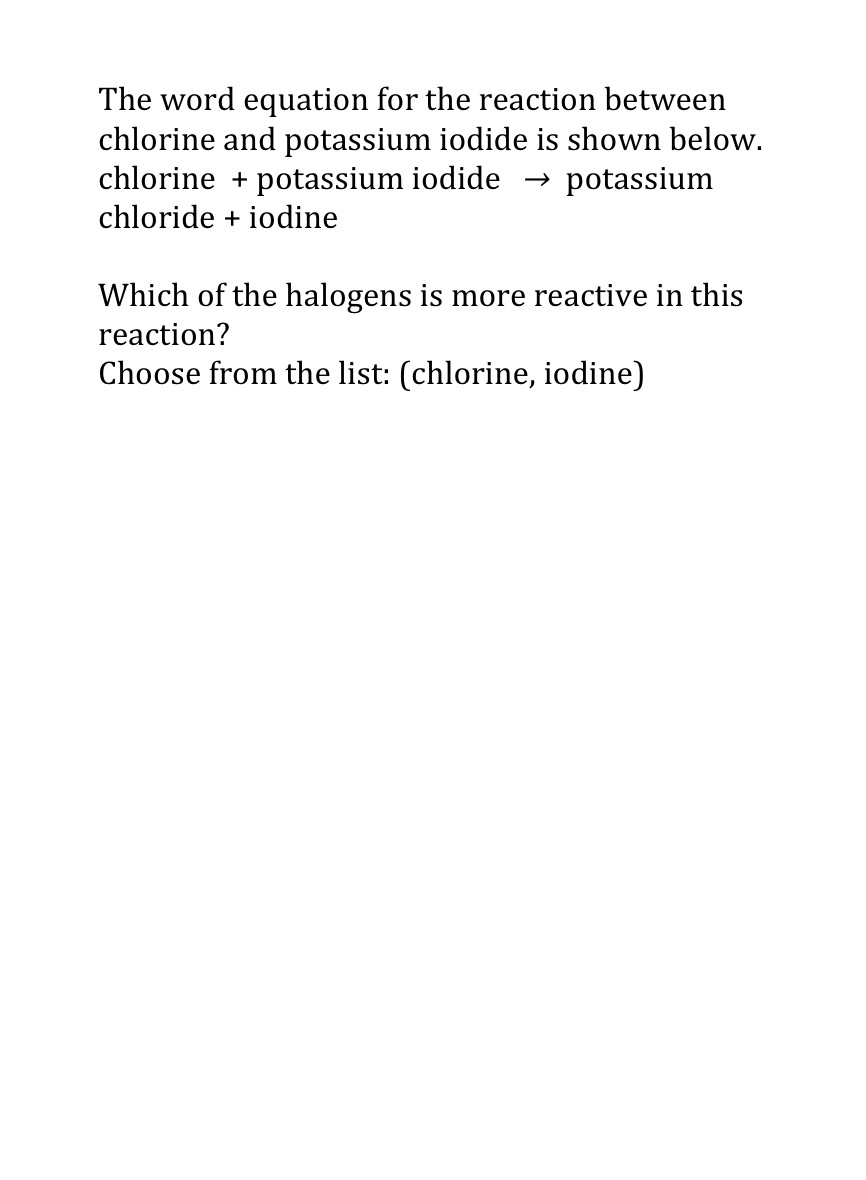 The word equation for the reaction between
chlorine and potassium iodide is shown below.
chlorine  + potassium iodide   →  potassium
chloride + iodine
Which of the halogens is more reactive in this
reaction?
Choose from the list: (chlorine, iodine)